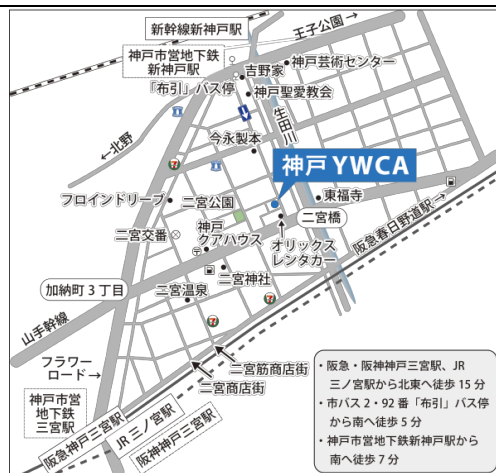 新幹線新神戸駅
王子公園→
神戸市営地下鉄
新神戸駅
神戸芸術センター
吉野家
「布引」バス停
神戸聖愛教会
生田川
←北野
今永製本
神戸 YWCA
フロインドリーブ
二宮公園
東福寺
二宮橋
阪急春日野道駅→
二宮交番
神戸
クアハウス
オリックス
レンタカー
加納町3丁目
二宮神社
二宮温泉
山手幹線
フラワー
ロード→
二宮筋商店街
二宮商店街
神戸市営
地下鉄
三宮駅
阪急神戸三宮駅
JR 三ノ宮駅
阪神神戸三宮駅
・阪急・阪神神戸三宮駅、JR
三ノ宮駅から北東へ徒歩 15 分
・市バス 2・92 番「布引」バス停
から南へ徒歩 5 分
・神戸市営地下鉄新神戸駅から
南へ徒歩 7 分